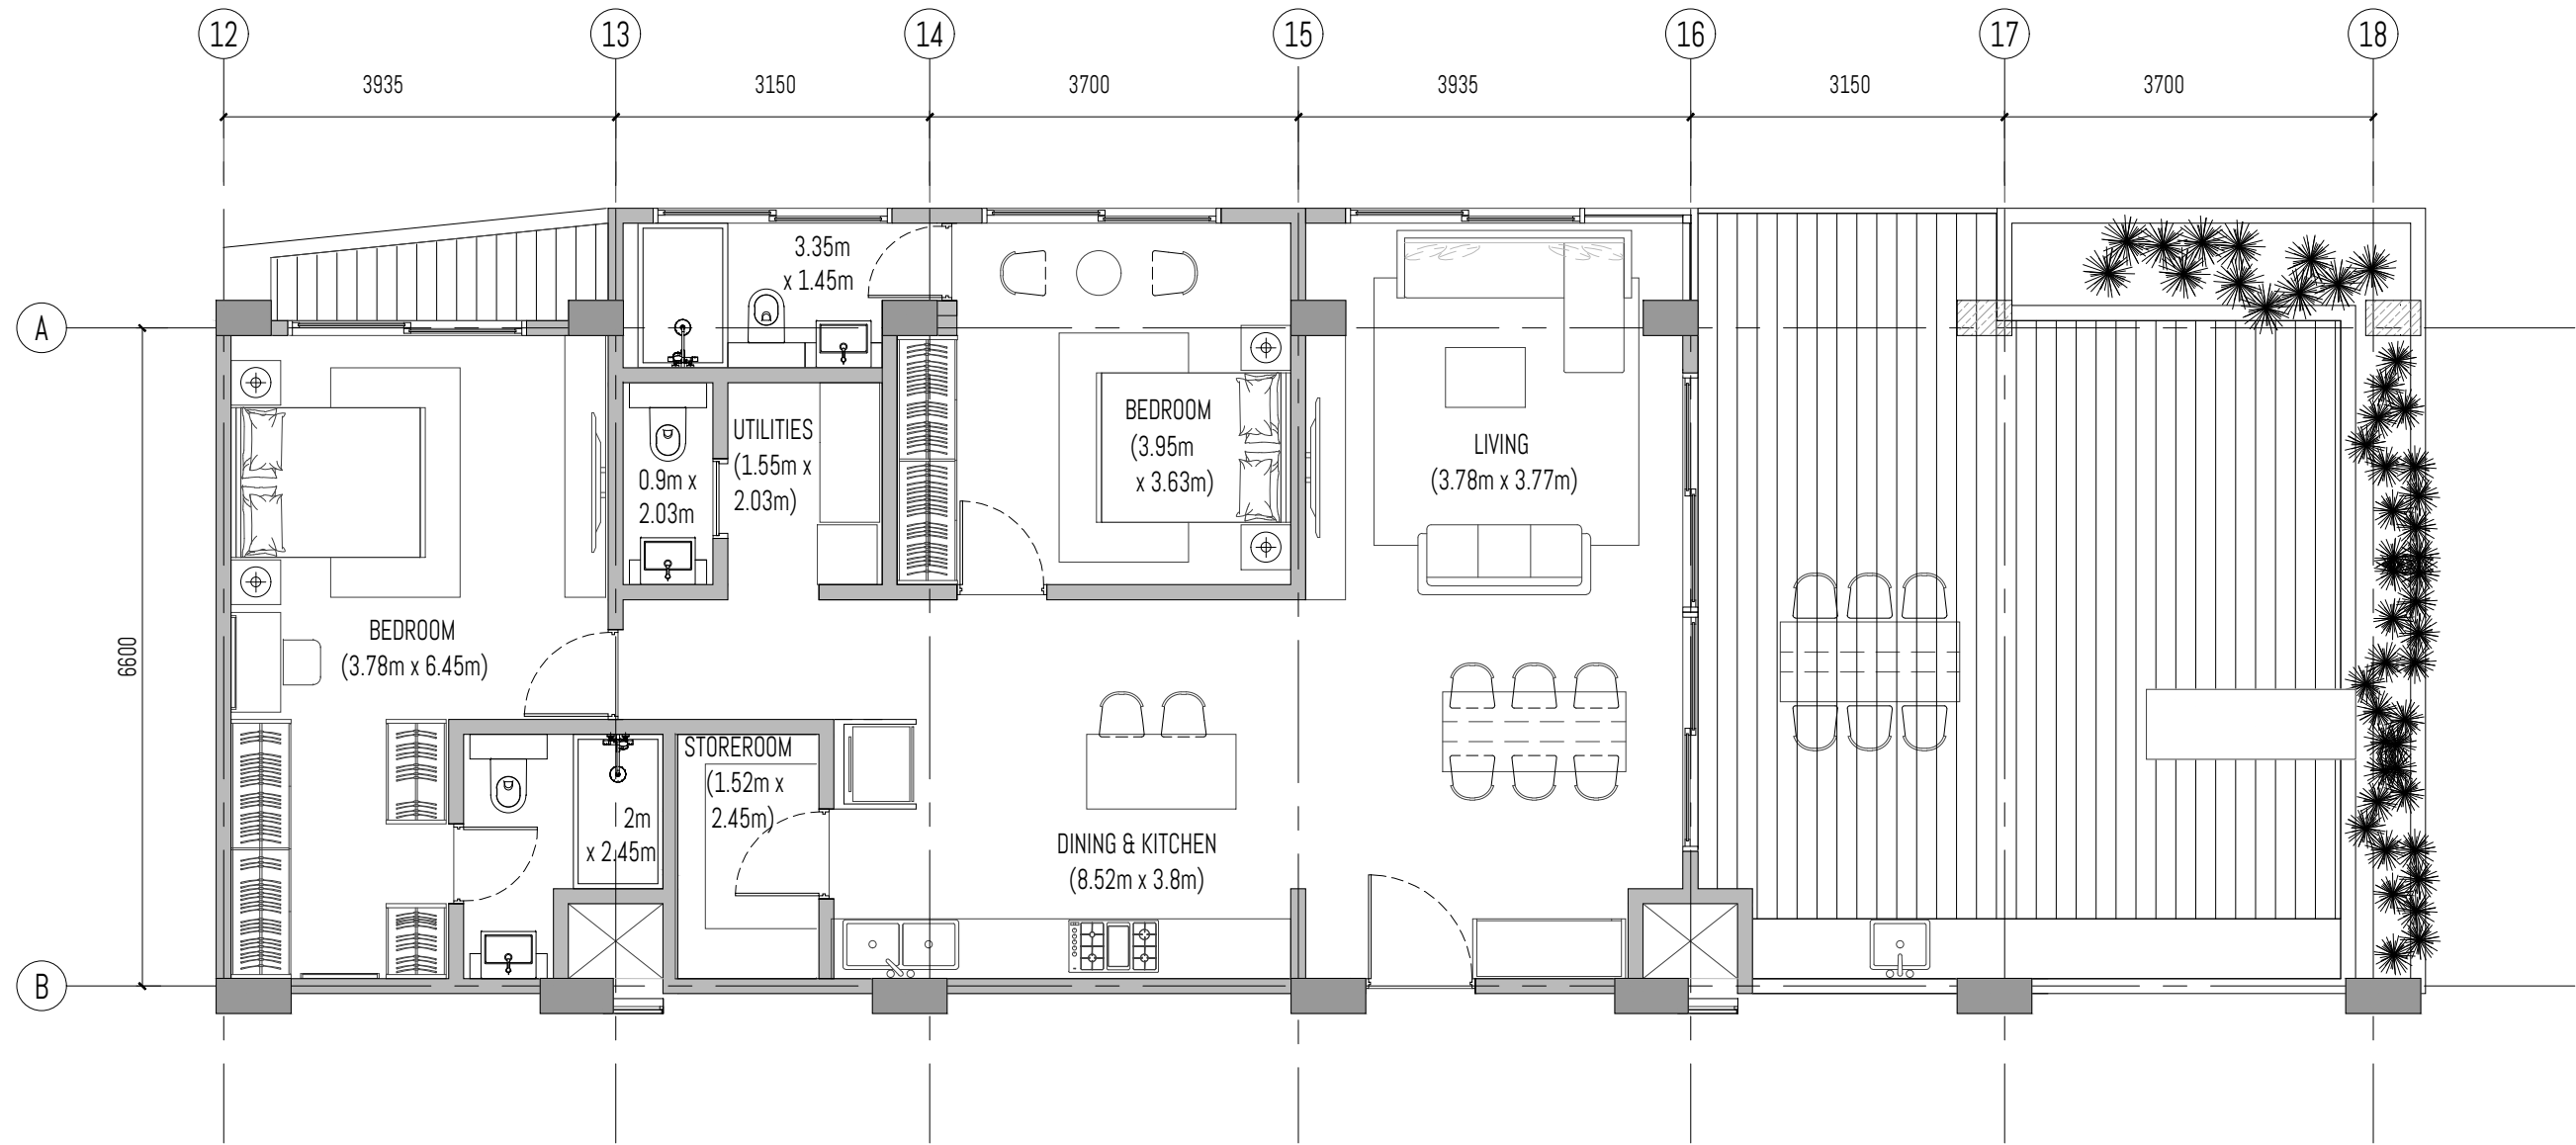 12 13 14 15 16 17 18
3935 3150 3700 3935 3150 3700
A
B
6600
3.35m
x 1.45m
UTILITIES
(1.55m x
2.03m)
0.9m x
2.03m
BEDROOM
(3.95m
x 3.63m)
LIVING
(3.78m x 3.77m)
BEDROOM
(3.78m x 6.45m)
STOREROOM
(1.52m x
2.45m)
2m
x 2.45m
DINING & KITCHEN
(8.52m x 3.8m)